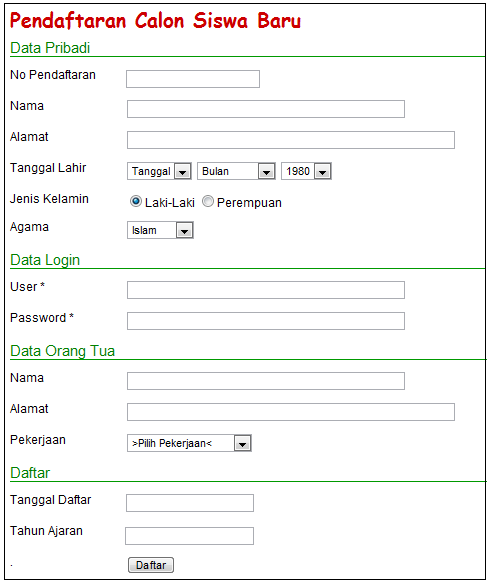 Pendaftaran Calon Siswa Baru
Data Pribadi
No Pendaftaran
Nama
Alamat
Tanggal Lahir Tanggal Bulan 1980
Jenis Kelamin Laki-Laki Perempuan
Agama Islam
Data Login
User *
Password *
Data Orang Tua
Nama
Alamat
Pekerjaan >Pilih Pekerjaan<
Daftar
Tanggal Daftar
Tahun Ajaran
. Daftar